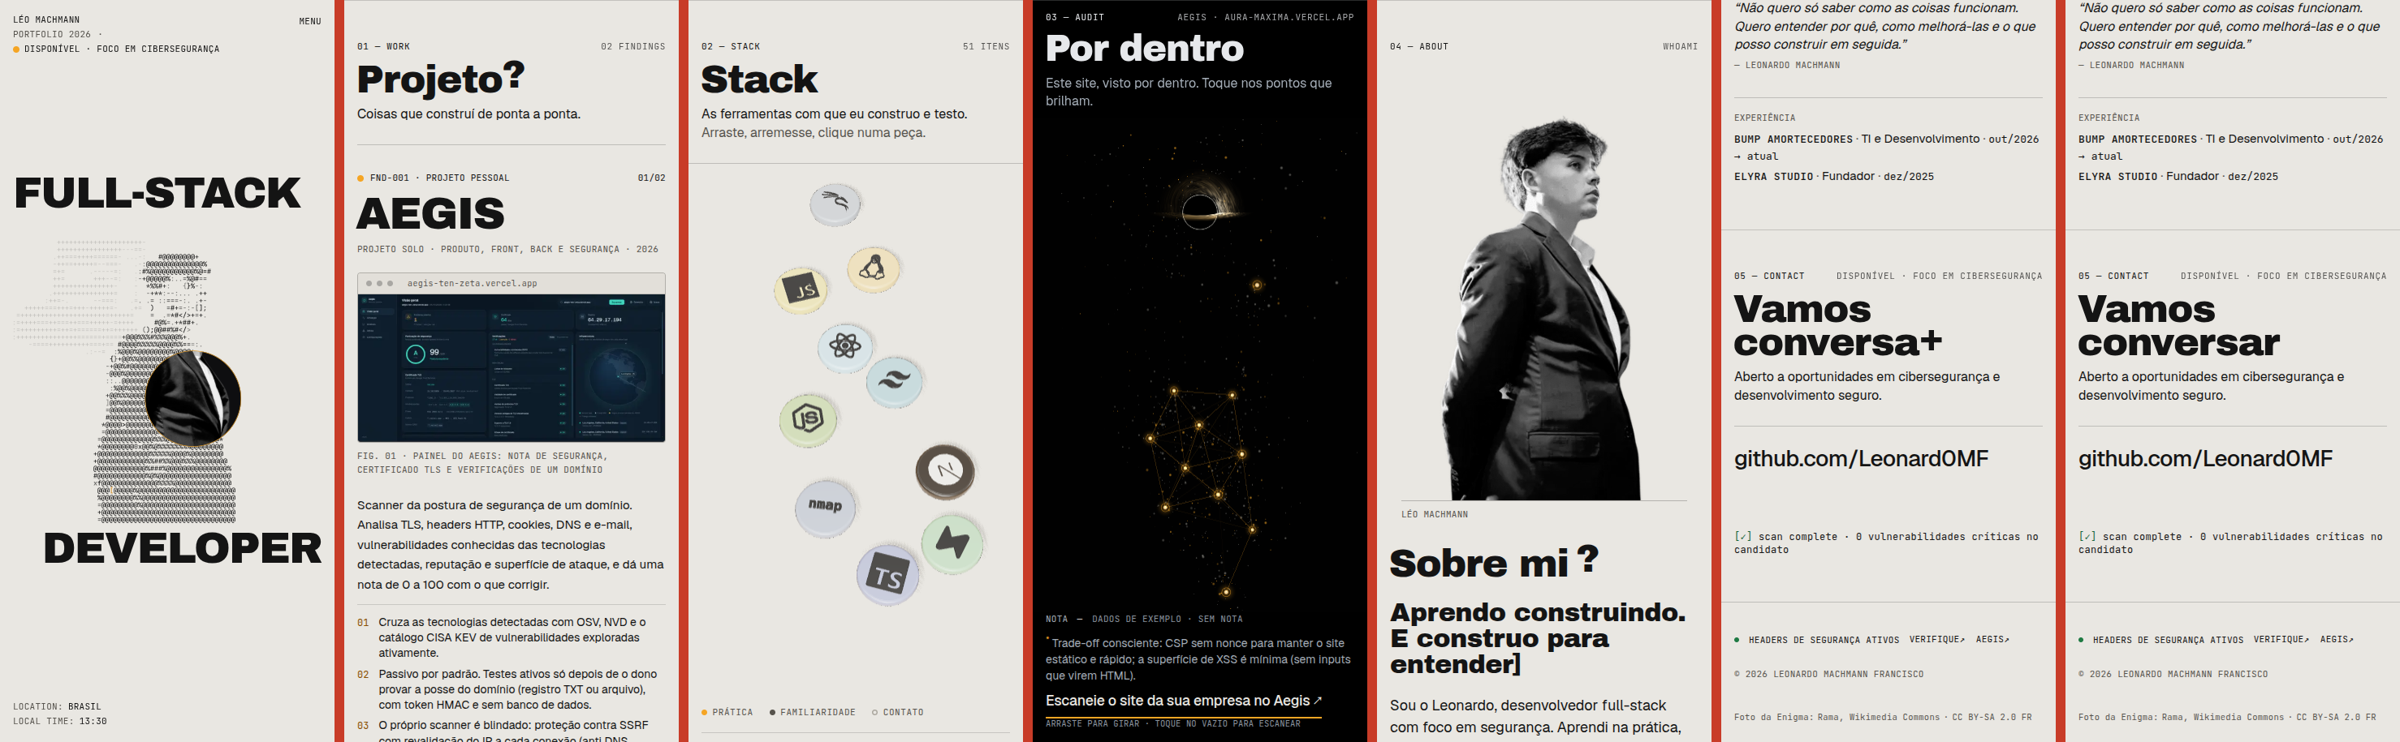 LÉO MACHMANN
MENU
PORTFOLIO 2026 ·
DISPONÍVEL · FOCO EM CIBERSEGURANÇA
FULL-STACK
DEVELOPER
LOCATION: BRASIL
LOCAL TIME: 13:30
01 — WORK
02 FINDINGS
Projeto?
Coisas que construí de ponta a ponta.
FND-001 · PROJETO PESSOAL
01/02
AEGIS
PROJETO SOLO · PRODUTO, FRONT, BACK E SEGURANÇA · 2026
aegis-ten-zeta.vercel.app
FIG. 01 · PAINEL DO AEGIS: NOTA DE SEGURANÇA,
CERTIFICADO TLS E VERIFICAÇÕES DE UM DOMÍNIO
Scanner da postura de segurança de um domínio.
Analisa TLS, headers HTTP, cookies, DNS e e-mail,
vulnerabilidades conhecidas das tecnologias
detectadas, reputação e superfície de ataque, e dá uma
nota de 0 a 100 com o que corrigir.
01 Cruza as tecnologias detectadas com OSV, NVD e o
catálogo CISA KEV de vulnerabilidades exploradas
ativamente.
02 Passivo por padrão. Testes ativos só depois de o dono
provar a posse do domínio (registro TXT ou arquivo),
com token HMAC e sem banco de dados.
03 O próprio scanner é blindado: proteção contra SSRF
com revalidação do IP a cada conexão (anti DNS
02 — STACK
51 ITENS
Stack
As ferramentas com que eu construo e testo.
Arraste, arremesse, clique numa peça.
JS
JS
N
nmap
TS
PRÁTICA
FAMILIARIDADE
CONTATO
03 — AUDIT
AEGIS · AURA-MAXIMA.VERCEL.APP
Por dentro
Este site, visto por dentro. Toque nos pontos que
brilham.
NOTA — DADOS DE EXEMPLO · SEM NOTA
* Trade-off consciente: CSP sem nonce para manter o site
estático e rápido; a superfície de XSS é mínima (sem inputs
que virem HTML).
Escaneie o site da sua empresa no Aegis ↗
ARRASTE PARA GIRAR · TOQUE NO VAZIO PARA ESCANEAR
04 — ABOUT
WHOAMI
LÉO MACHMANN
Sobre mi?
Aprendo construindo.
E construo para
entender]
Sou o Leonardo, desenvolvedor full-stack
com foco em segurança. Aprendi na prática,
“Não quero só saber como as coisas funcionam.
Quero entender por quê, como melhorá-las e o que
posso construir em seguida.”
— LEONARDO MACHMANN
EXPERIÊNCIA
BUMP AMORTECEDORES · TI e Desenvolvimento · out/2026
→ atual
ELYRA STUDIO · Fundador · dez/2025
05 — CONTACT
DISPONÍVEL · FOCO EM CIBERSEGURANÇA
Vamos
conversa+
Aberto a oportunidades em cibersegurança e
desenvolvimento seguro.
github.com/Leonard0MF
[✓] scan complete · 0 vulnerabilidades críticas no
candidato
HEADERS DE SEGURANÇA ATIVOS VERIFIQUE↗ AEGIS↗
© 2026 LEONARDO MACHMANN FRANCISCO
Foto da Enigma: Rama, Wikimedia Commons · CC BY-SA 2.0 FR
“Não quero só saber como as coisas funcionam.
Quero entender por quê, como melhorá-las e o que
posso construir em seguida.”
— LEONARDO MACHMANN
EXPERIÊNCIA
BUMP AMORTECEDORES · TI e Desenvolvimento · out/2026
→ atual
ELYRA STUDIO · Fundador · dez/2025
05 — CONTACT
DISPONÍVEL · FOCO EM CIBERSEGURANÇA
Vamos
conversar
Aberto a oportunidades em cibersegurança e
desenvolvimento seguro.
github.com/Leonard0MF
[✓] scan complete · 0 vulnerabilidades críticas no
candidato
HEADERS DE SEGURANÇA ATIVOS VERIFIQUE↗ AEGIS↗
© 2026 LEONARDO MACHMANN FRANCISCO
Foto da Enigma: Rama, Wikimedia Commons · CC BY-SA 2.0 FR